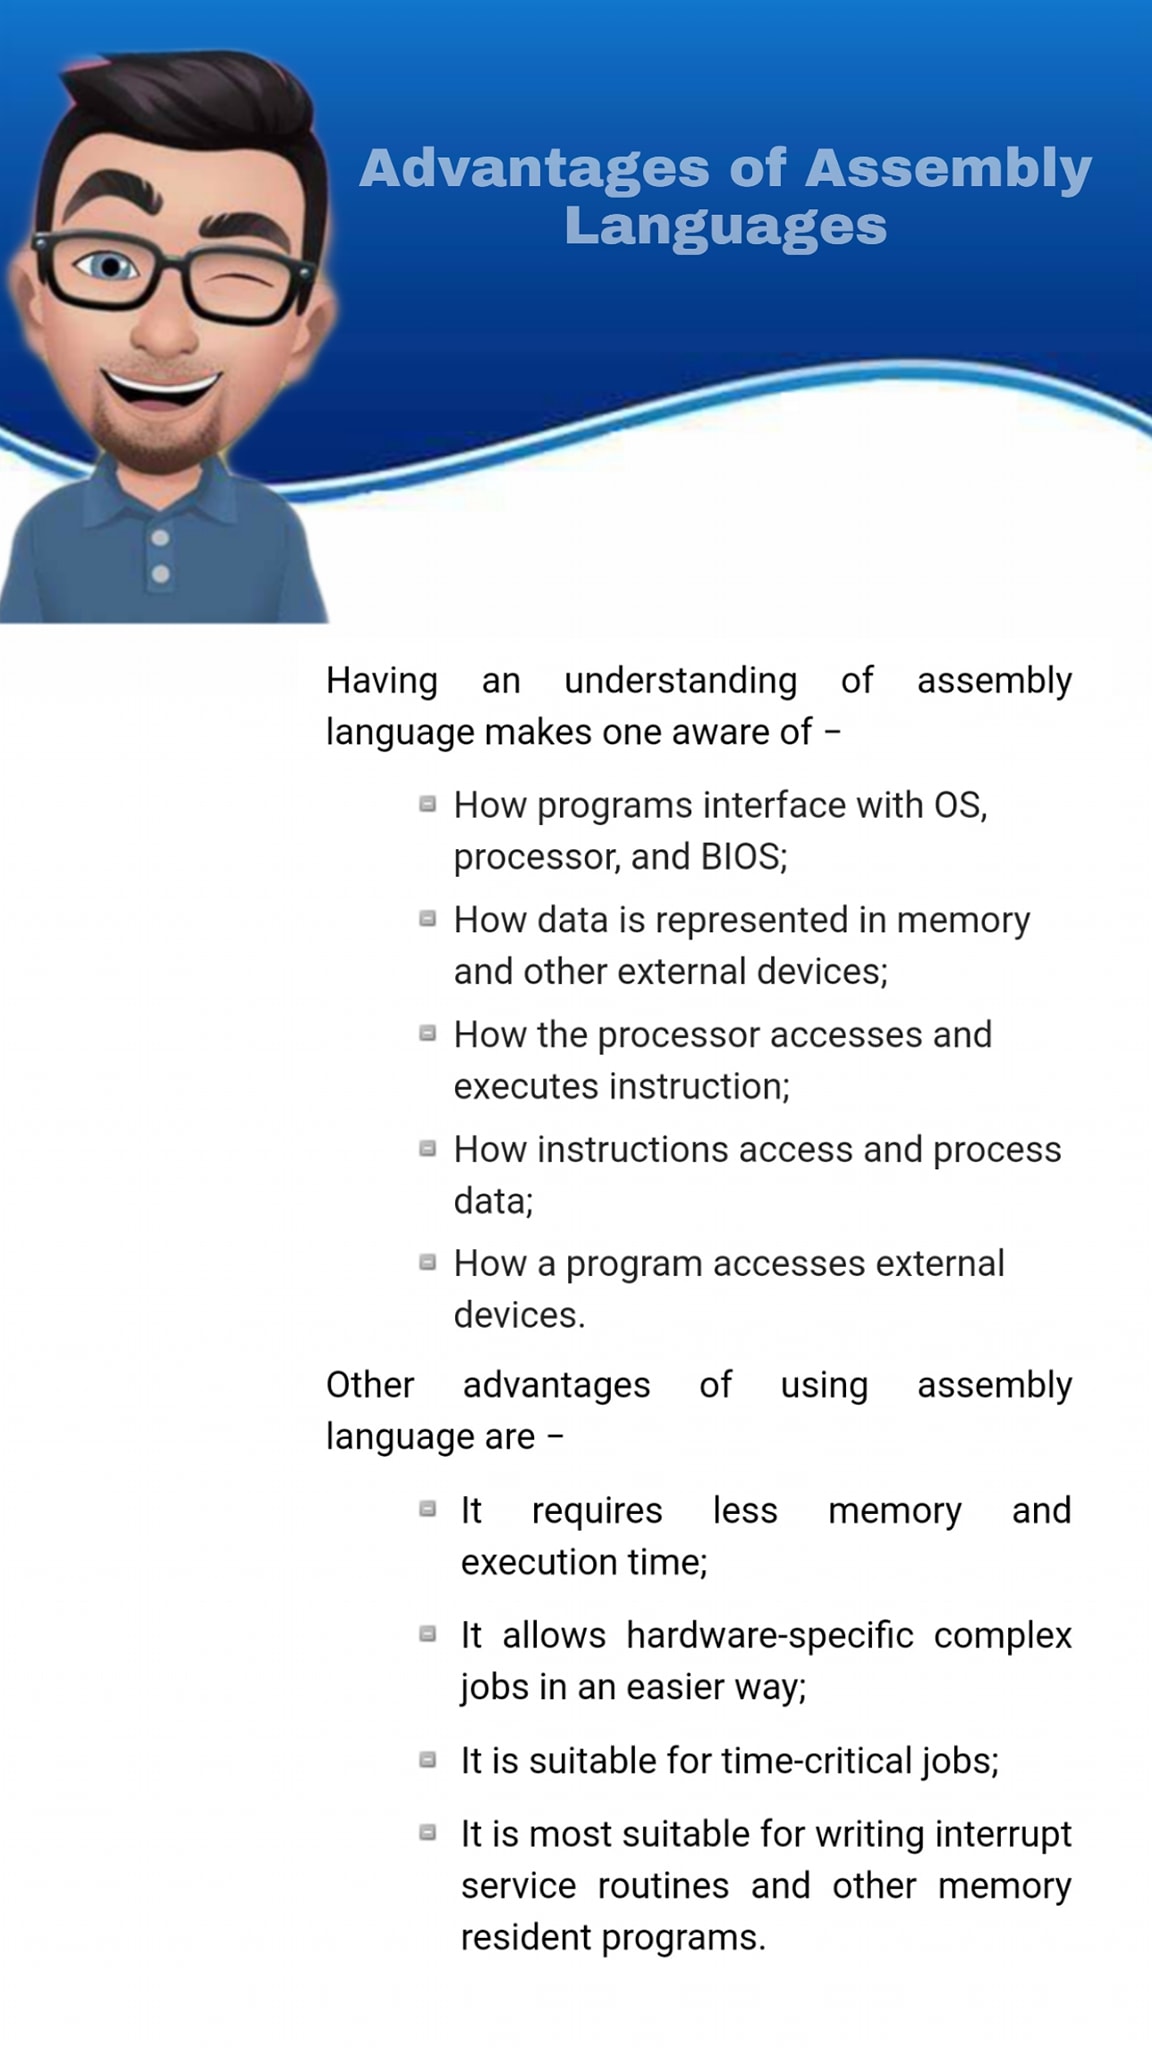 Advantages of Assembly
Languages
Having an understanding of assembly
language makes one aware of −
How programs interface with OS,
processor, and BIOS;
How data is represented in memory
and other external devices;
How the processor accesses and
executes instruction;
How instructions access and process
data;
How a program accesses external
devices.
Other advantages of using assembly
language are −
It requires less memory and
execution time;
It allows hardware-specific complex
jobs in an easier way;
It is suitable for time-critical jobs;
It is most suitable for writing interrupt
service routines and other memory
resident programs.